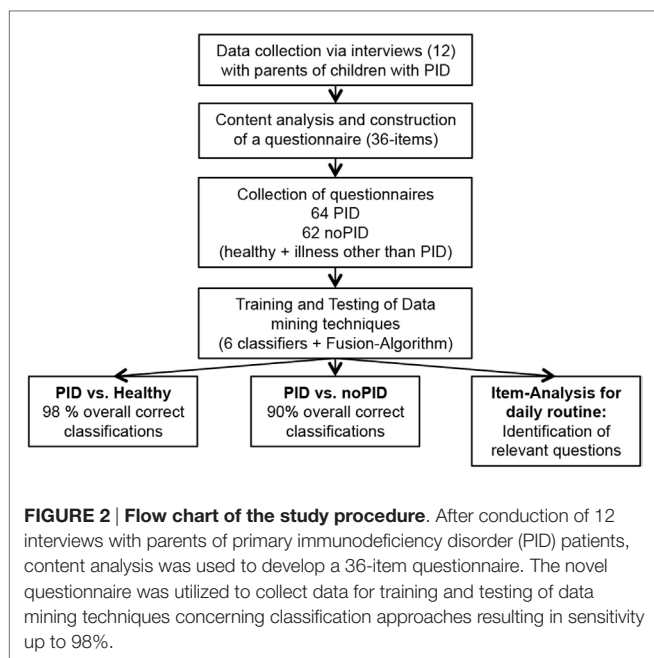 Data collection via interviews (12)
with parents of children with PID
Content analysis and construction
of a questionnaire (36-items)
Collection of questionnaires
64 PID
62 noPID
(healthy + illness other than PID)
Training and Testing of Data
mining techniques
(6 classifiers + Fusion-Algorithm)
PID vs. Healthy
98 % overall correct
classifications
PID vs. noPID
90% overall correct
classifications
Item-Analysis for
daily routine:
Identification of
relevant questions
FIGURE 2 | Flow chart of the study procedure. After conduction of 12
interviews with parents of primary immunodeficiency disorder (PID) patients,
content analysis was used to develop a 36-item questionnaire. The novel
questionnaire was utilized to collect data for training and testing of data
mining techniques concerning classification approaches resulting in sensitivity
up to 98%.